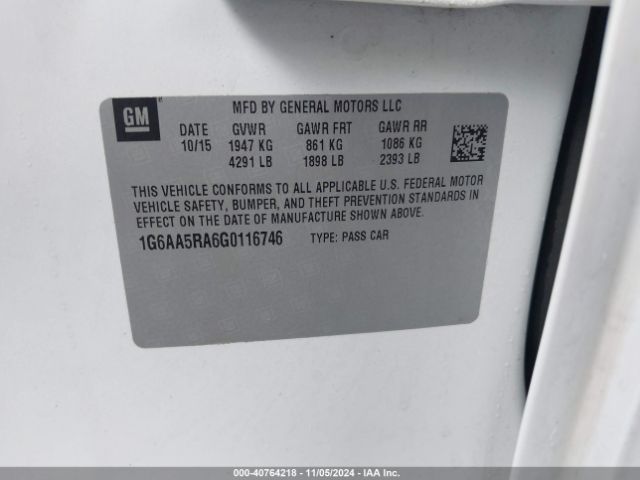 GM
MFD BY GENERAL MOTORS LLC
DATE GVWR GAWR FRT GAWR RR
10/15 1947 KG 861 KG 1086 KG
4291 LB 1898 LB 2393 LB
THIS VEHICLE CONFORMS TO ALL APPLICABLE U.S. FEDERAL MOTOR
VEHICLE SAFETY, BUMPER, AND THEFT PREVENTION STANDARDS IN
EFFECT ON THE DATE OF MANUFACTURE SHOWN ABOVE.
1G6AA5RA6G0116746 TYPE: PASS CAR
000-40764218 - 11/05/2024 - IAA Inc.